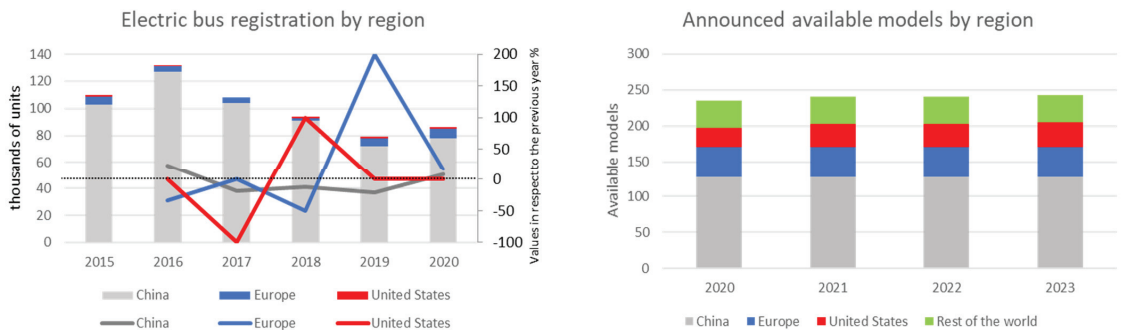 Electric bus registration by region
140
120
100
80
60
40
20
0
thousands of units
200
150
100
50
0
-50
-100
Values in respect to the previous year %
2015 2016 2017 2018 2019 2020
China Europe United States
China Europe United States
Announced available models by region
300
250
200
150
100
50
0
Available models
2020 2021 2022 2023
China Europe United States Rest of the world